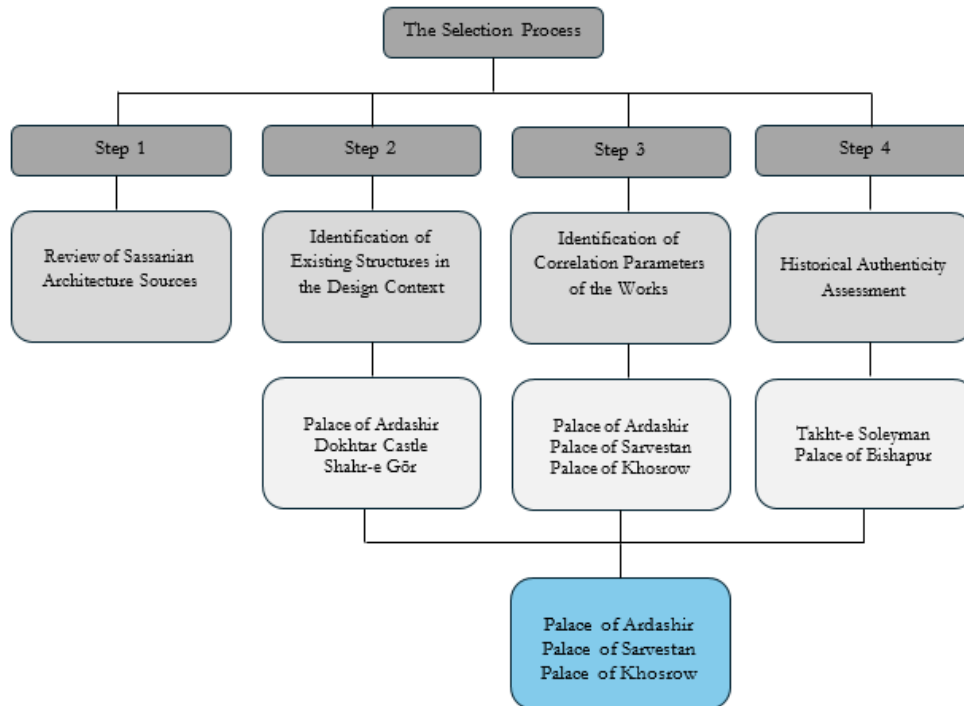 The Selection Process
Step 1
Step 2
Step 3
Step 4
Review of Sassanian
Architecture Sources
Identification of
Existing Structures in
the Design Context
Identification of
Correlation Parameters
of the Works
Historical Authenticity
Assessment
Palace of Ardashir
Dokhtar Castle
Shahr-e Gōr
Palace of Ardashir
Palace of Sarvestan
Palace of Khosrow
Takht-e Soleyman
Palace of Bishapur
Palace of Ardashir
Palace of Sarvestan
Palace of Khosrow